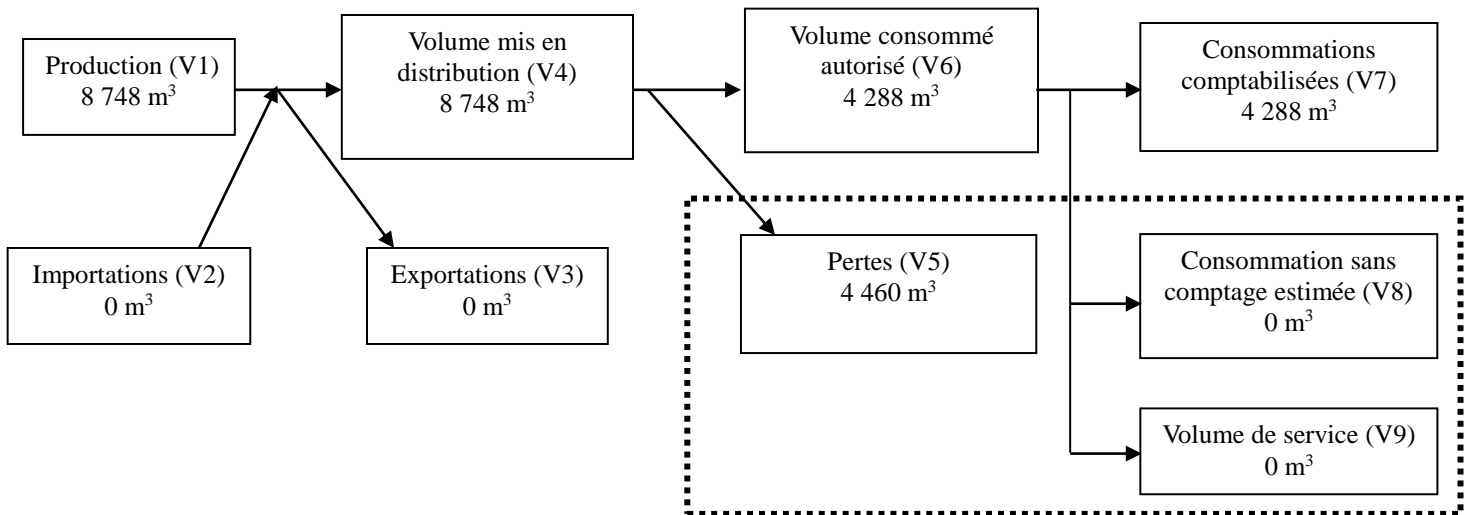 Production (V1)
8 748 m³
Volume mis en
distribution (V4)
8 748 m³
Volume consommé
autorisé (V6)
4 288 m³
Consommations
comptabilisées (V7)
4 288 m³
Importations (V2)
0 m³
Exportations (V3)
0 m³
Pertes (V5)
4 460 m³
Consommation sans
comptage estimée (V8)
0 m³
Volume de service (V9)
0 m³